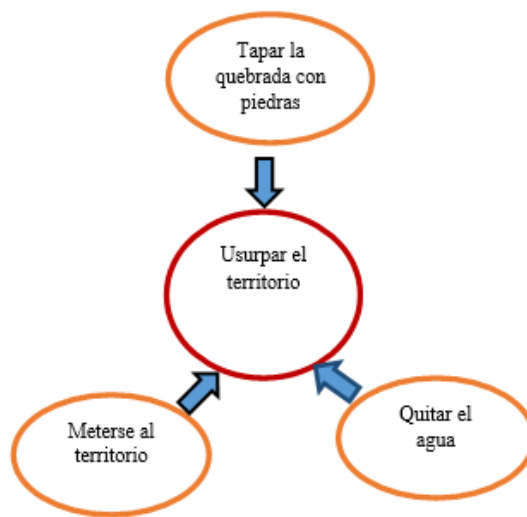 Tapar la
quebrada con
piedras
Usurpar el
territorio
Meterse al
territorio
Quitar el
agua